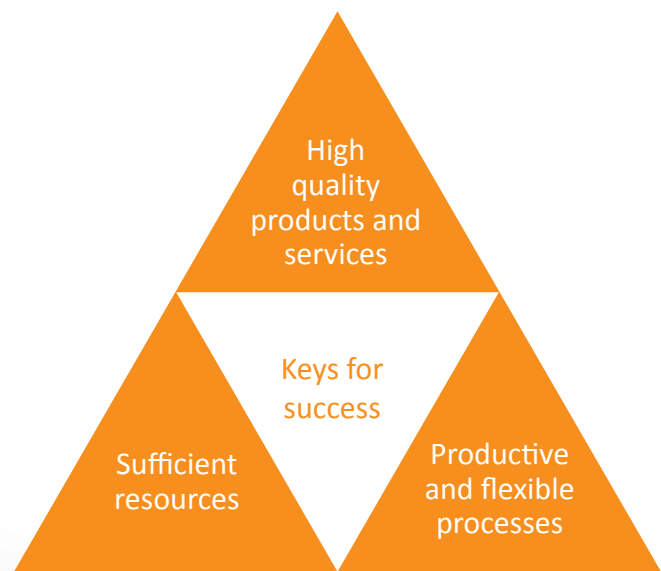 High
quality
products and
services
Keys for
success
Sufficient
resources
Productive
and flexible
processes